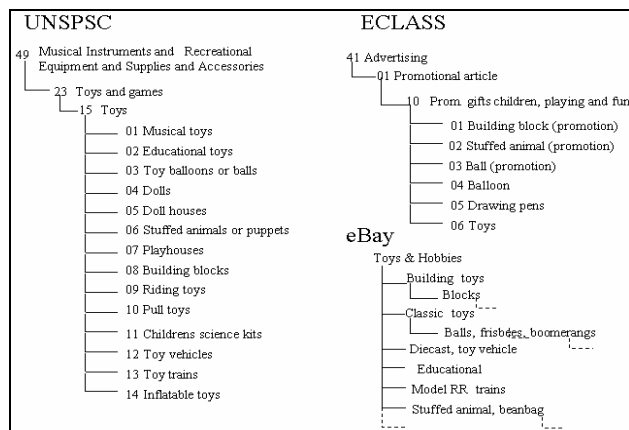 UNSPSC
49 Musical Instruments and Recreational
Equipment and Supplies and Accessories
23 Toys and games
15 Toys
01 Musical toys
02 Educational toys
03 Toy balloons or balls
04 Dolls
05 Doll houses
06 Stuffed animals or puppets
07 Playhouses
08 Building blocks
09 Riding toys
10 Pull toys
11 Childrens science kits
12 Toy vehicles
13 Toy trains
14 Inflatable toys
ECLASS
41 Advertising
01 Promotional article
10 Prom. gifts children, playing and fun
01 Building block (promotion)
02 Stuffed animal (promotion)
03 Ball (promotion)
04 Balloon
05 Drawing pens
06 Toys
eBay
Toys & Hobbies
Building toys
Blocks
Classic toys
Balls, frisbees, boomerangs
Diecast, toy vehicle
Educational
Model RR trains
Stuffed animal, beanbag